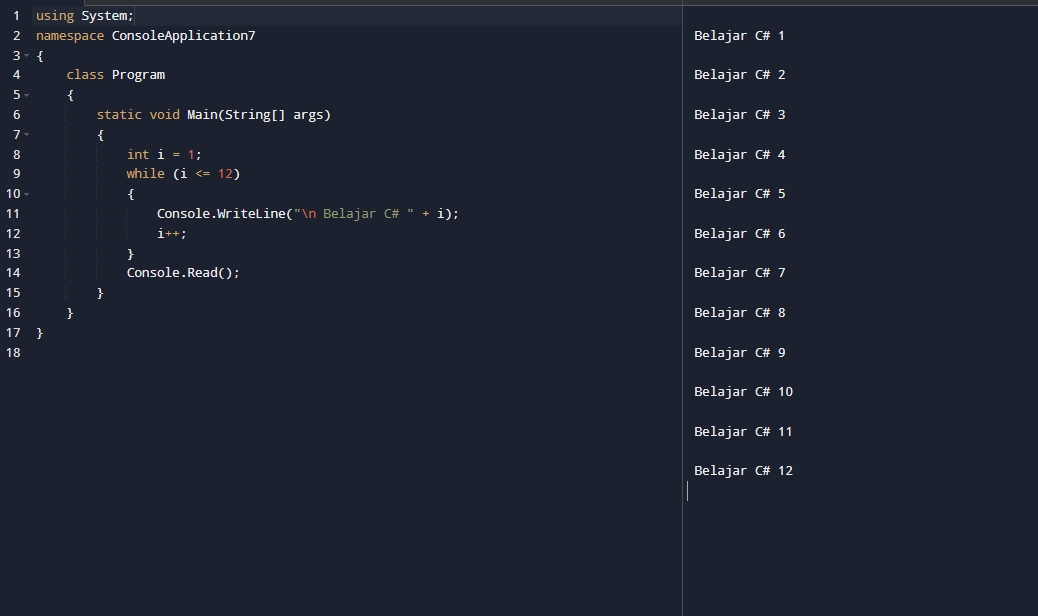 1 using System;
2 namespace ConsoleApplication7
3 {
4     class Program
5     {
6         static void Main(String[] args)
7         {
8             int i = 1;
9             while (i <= 12)
10             {
11                 Console.WriteLine("\n Belajar C# " + i);
12                 i++;
13             }
14             Console.Read();
15         }
16     }
17 }
18
Belajar C# 1
Belajar C# 2
Belajar C# 3
Belajar C# 4
Belajar C# 5
Belajar C# 6
Belajar C# 7
Belajar C# 8
Belajar C# 9
Belajar C# 10
Belajar C# 11
Belajar C# 12